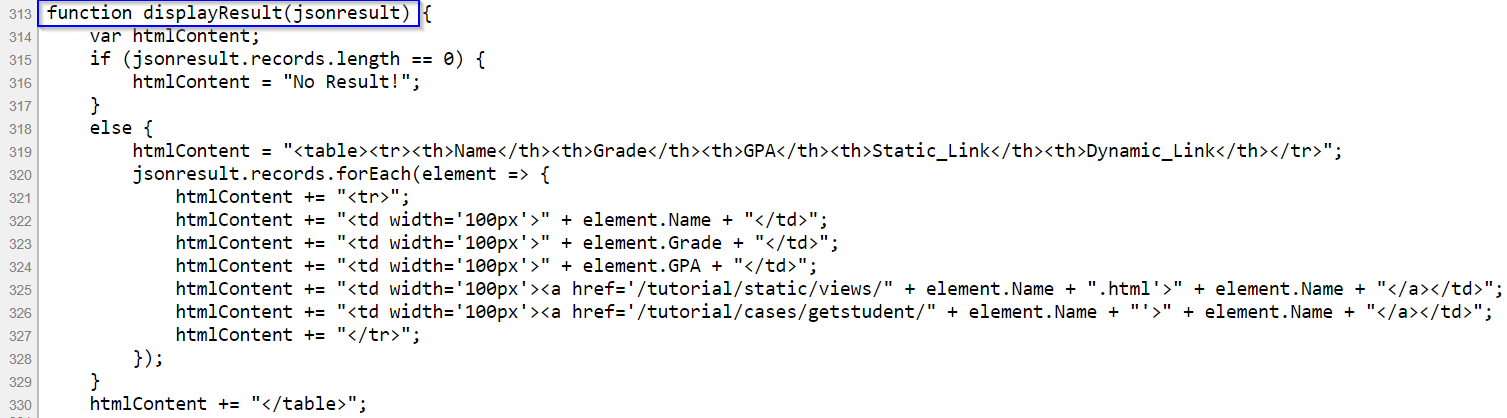 313 function displayResult(jsonresult) {
314     var htmlContent;
315     if (jsonresult.records.length == 0) {
316         htmlContent = "No Result!";
317     }
318     else {
319         htmlContent = "<table><tr><th>Name</th><th>Grade</th><th>GPA</th><th>Static_Link</th><th>Dynamic_Link</th></tr>";
320         jsonresult.records.forEach(element => {
321             htmlContent += "<tr>";
322             htmlContent += "<td width='100px'>" + element.Name + "</td>";
323             htmlContent += "<td width='100px'>" + element.Grade + "</td>";
324             htmlContent += "<td width='100px'>" + element.GPA + "</td>";
325             htmlContent += "<td width='100px'><a href='/tutorial/static/views/" + element.Name + ".html'>" + element.Name + "</a></td>";
326             htmlContent += "<td width='100px'><a href='/tutorial/cases/getstudent/" + element.Name + "'>" + element.Name + "</a></td>";
327             htmlContent += "</tr>";
328         });
329     }
330     htmlContent += "</table>";